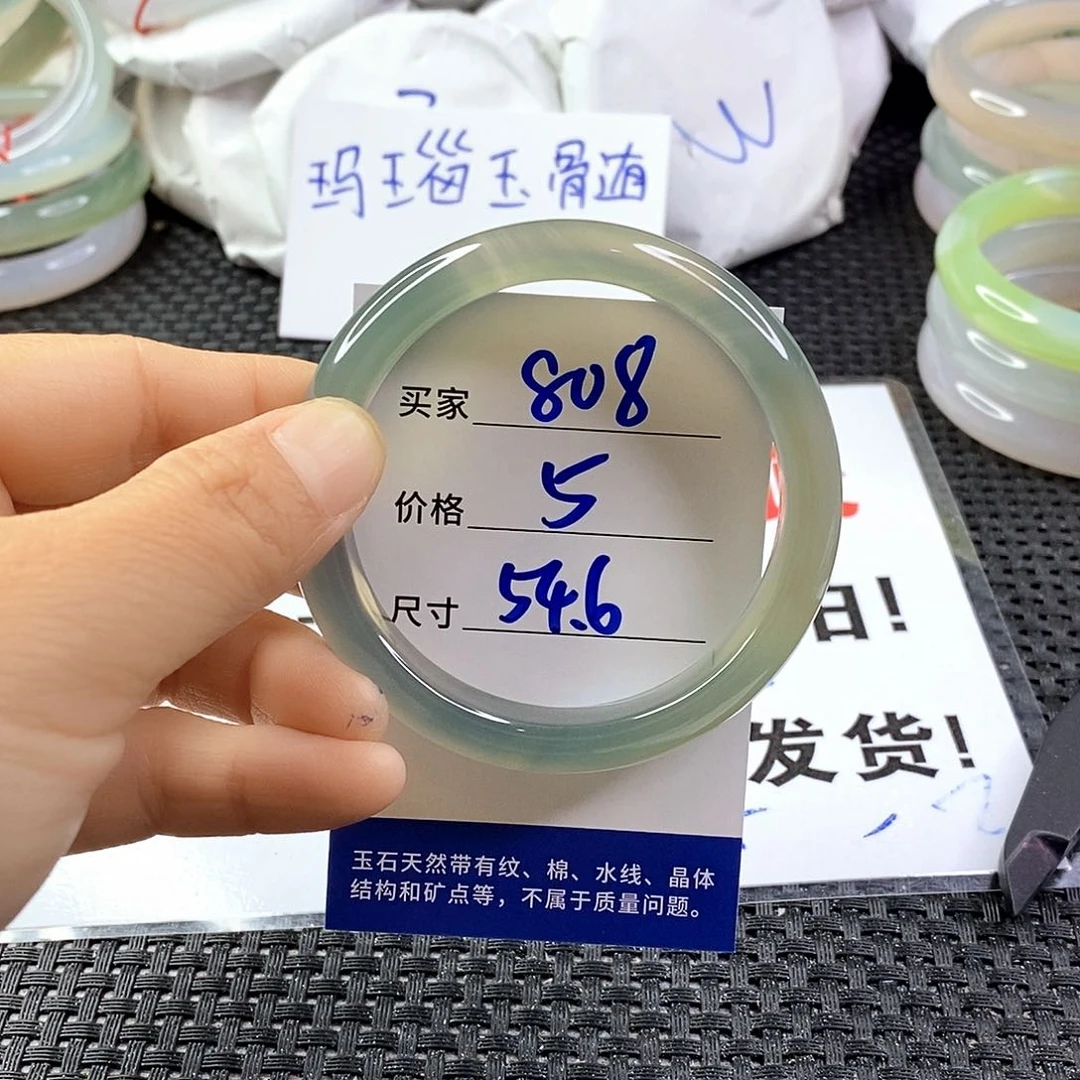 玛瑙玉骨髓
买家 808
价格 5
尺寸 54.6
发货!
玉石天然带有纹、棉、水线、晶体
结构和矿点等，不属于质量问题。